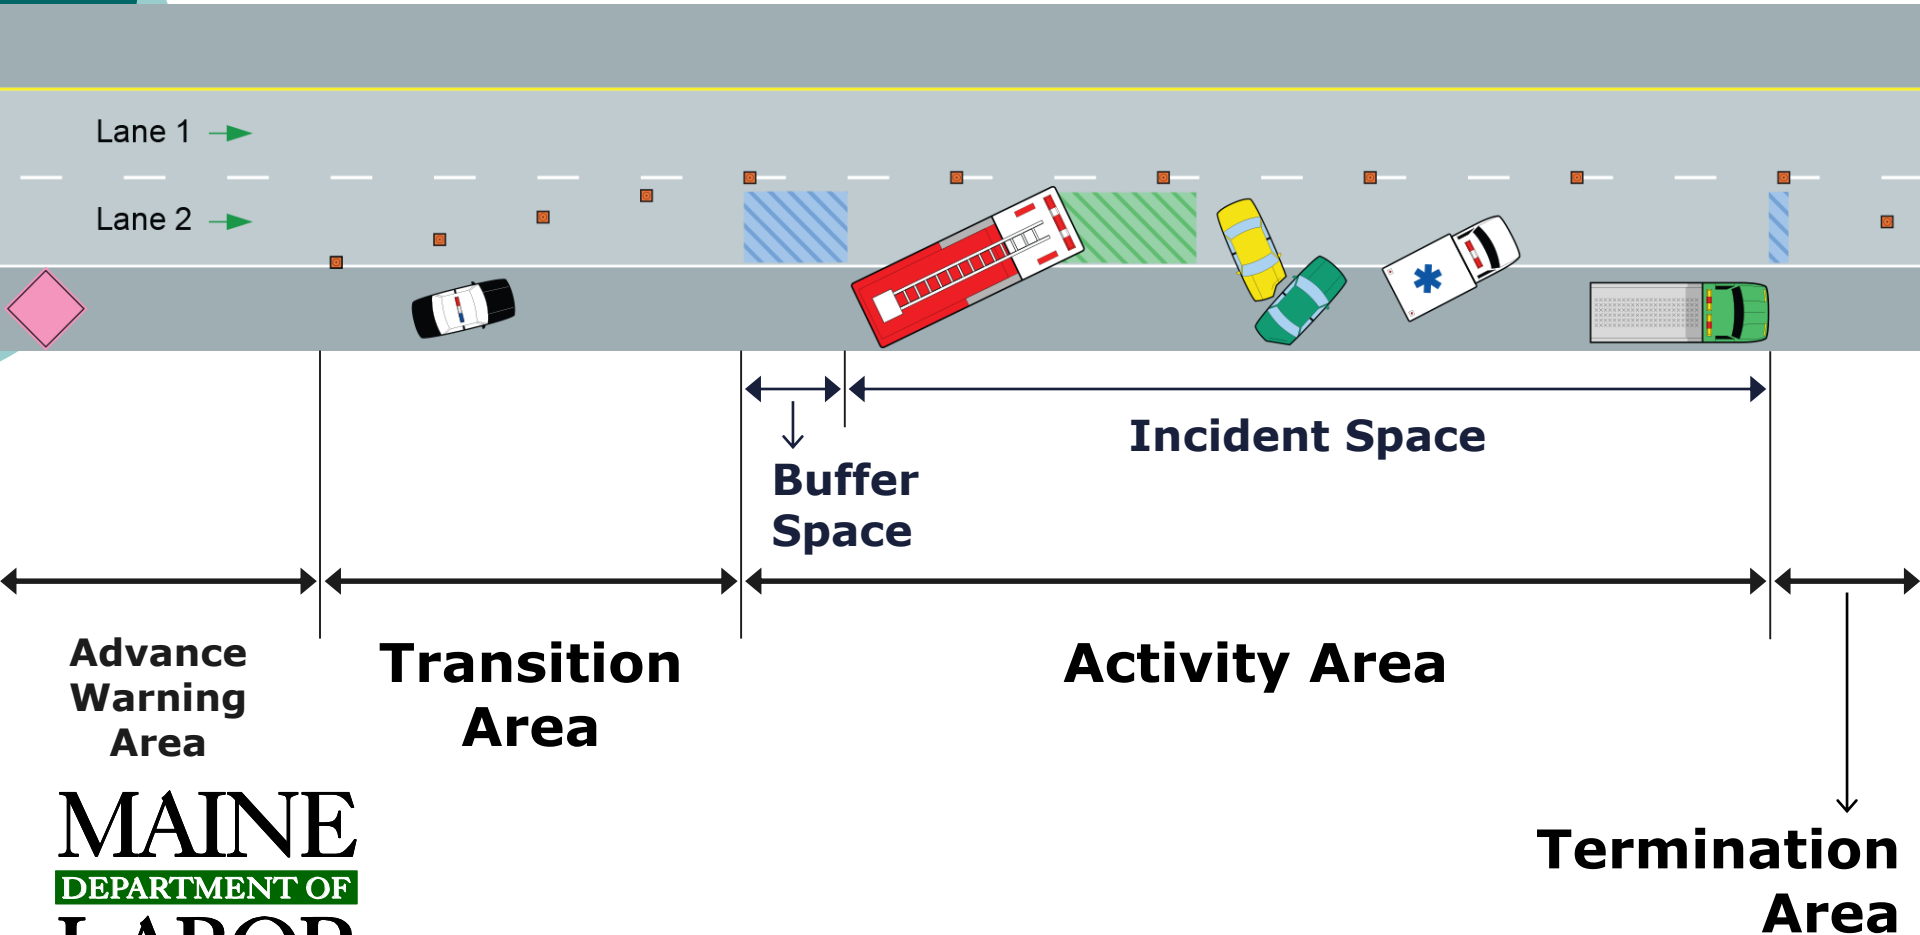 Lane 1
Lane 2
Incident Space
Buffer
Space
Advance
Warning
Area
Transition
Area
Activity Area
Termination
Area
MAINE
DEPARTMENT OF
LABOR